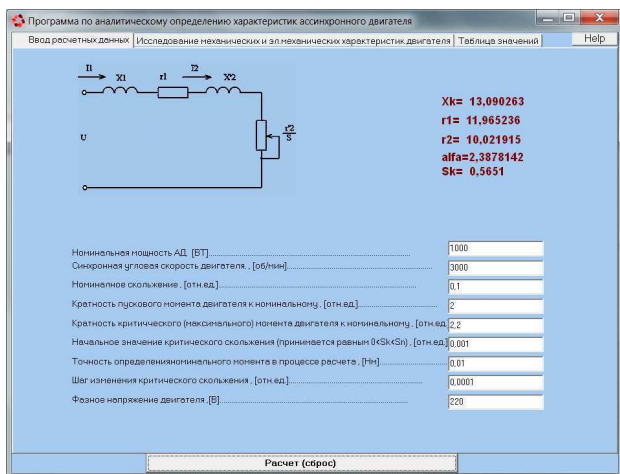 Программа по аналитическому определению характеристик ассинхронного двигателя
Ввод расчетных данных Исследование механических и эл.механических характеристик двигателя Таблица значений Help
I1 X1 r1 I2 X'2
U r'2
S
Xk= 13,090263
r1= 11,965236
r2= 10,021915
alfa=2,3878142
Sk= 0,5651
Номинальная мощность АД [ВТ] 1000
Синхронная угловая скорость двигателя , [об/мин] 3000
Номиналное скольжение , [отн.ед.] 0,1
Кратность пускового момента двигателя к номинальному , [отн.ед.] 2
Кратность критичческого (максимального) момента двигателя к номинальному , [отн.ед. 2,2
Начальное значение критического скольжения (принимается равным 0<Sk<Sn) , [отн.ед.] 0,001
Точность определенияноминального момента в процессе расчета , [Нм] 0,01
Шаг изменения критического скольжения , [отн.ед.] 0,0001
Фазное напряжение двигателя ,[В] 220
Расчет (сброс)